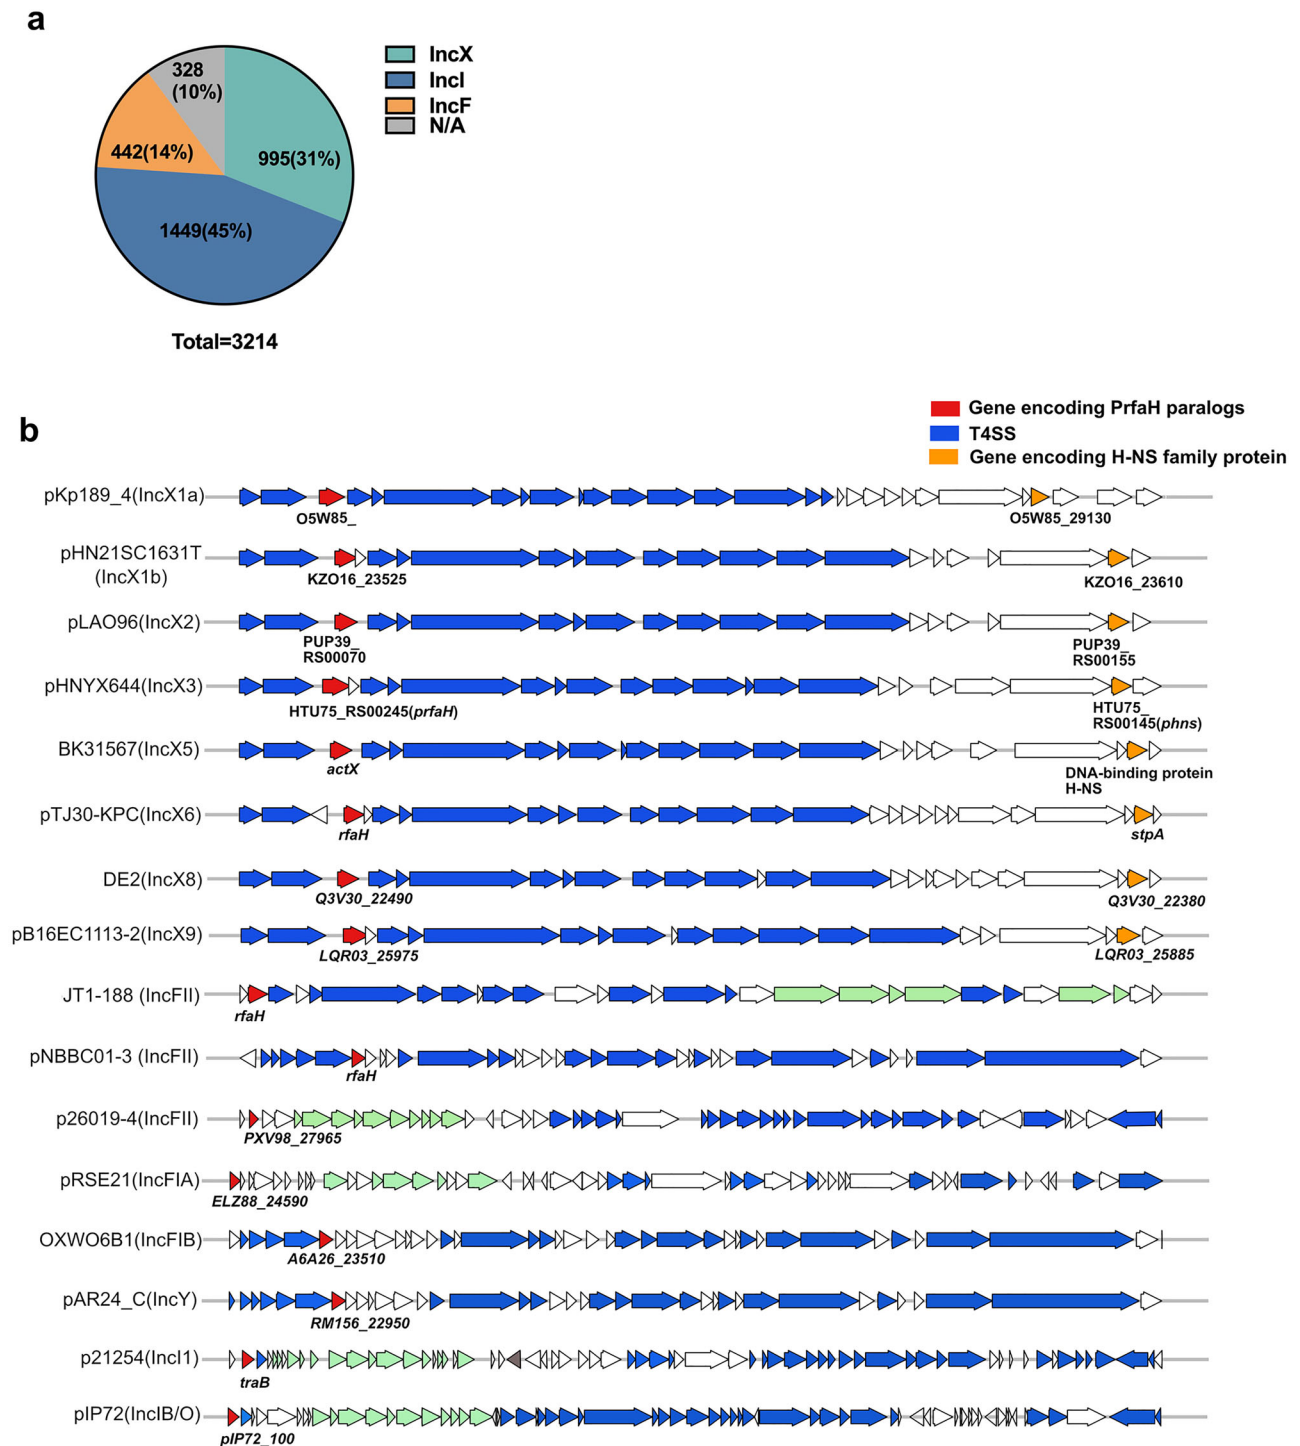 a
328
(10%)
442(14%)
995(31%)
1449(45%)
IncX
IncI
IncF
N/A
Total=3214
b
Gene encoding PrfaH paralogs
T4SS
Gene encoding H-NS family protein
pKp189_4(IncX1a)
O5W85_
O5W85_29130
pHN21SC1631T
(IncX1b)
KZO16_23525
KZO16_23610
pLAO96(IncX2)
PUP39_
RS00070
PUP39_
RS00155
pHNYX644(IncX3)
HTU75_RS00245(prfaH)
HTU75_
RS00145(phns)
BK31567(IncX5)
actX
DNA-binding protein
H-NS
pTJ30-KPC(IncX6)
rfaH
stpA
DE2(IncX8)
Q3V30_22490
Q3V30_22380
pB16EC1113-2(IncX9)
LQR03_25975
LQR03_25885
JT1-188 (IncFII)
rfaH
pNBBC01-3 (IncFII)
rfaH
p26019-4(IncFII)
PXV98_27965
pRSE21(IncFIA)
ELZ88_24590
OXWO6B1(IncFIB)
A6A26_23510
pAR24_C(IncY)
RM156_22950
p21254(IncI1)
traB
pIP72(IncIB/O)
pIP72_100